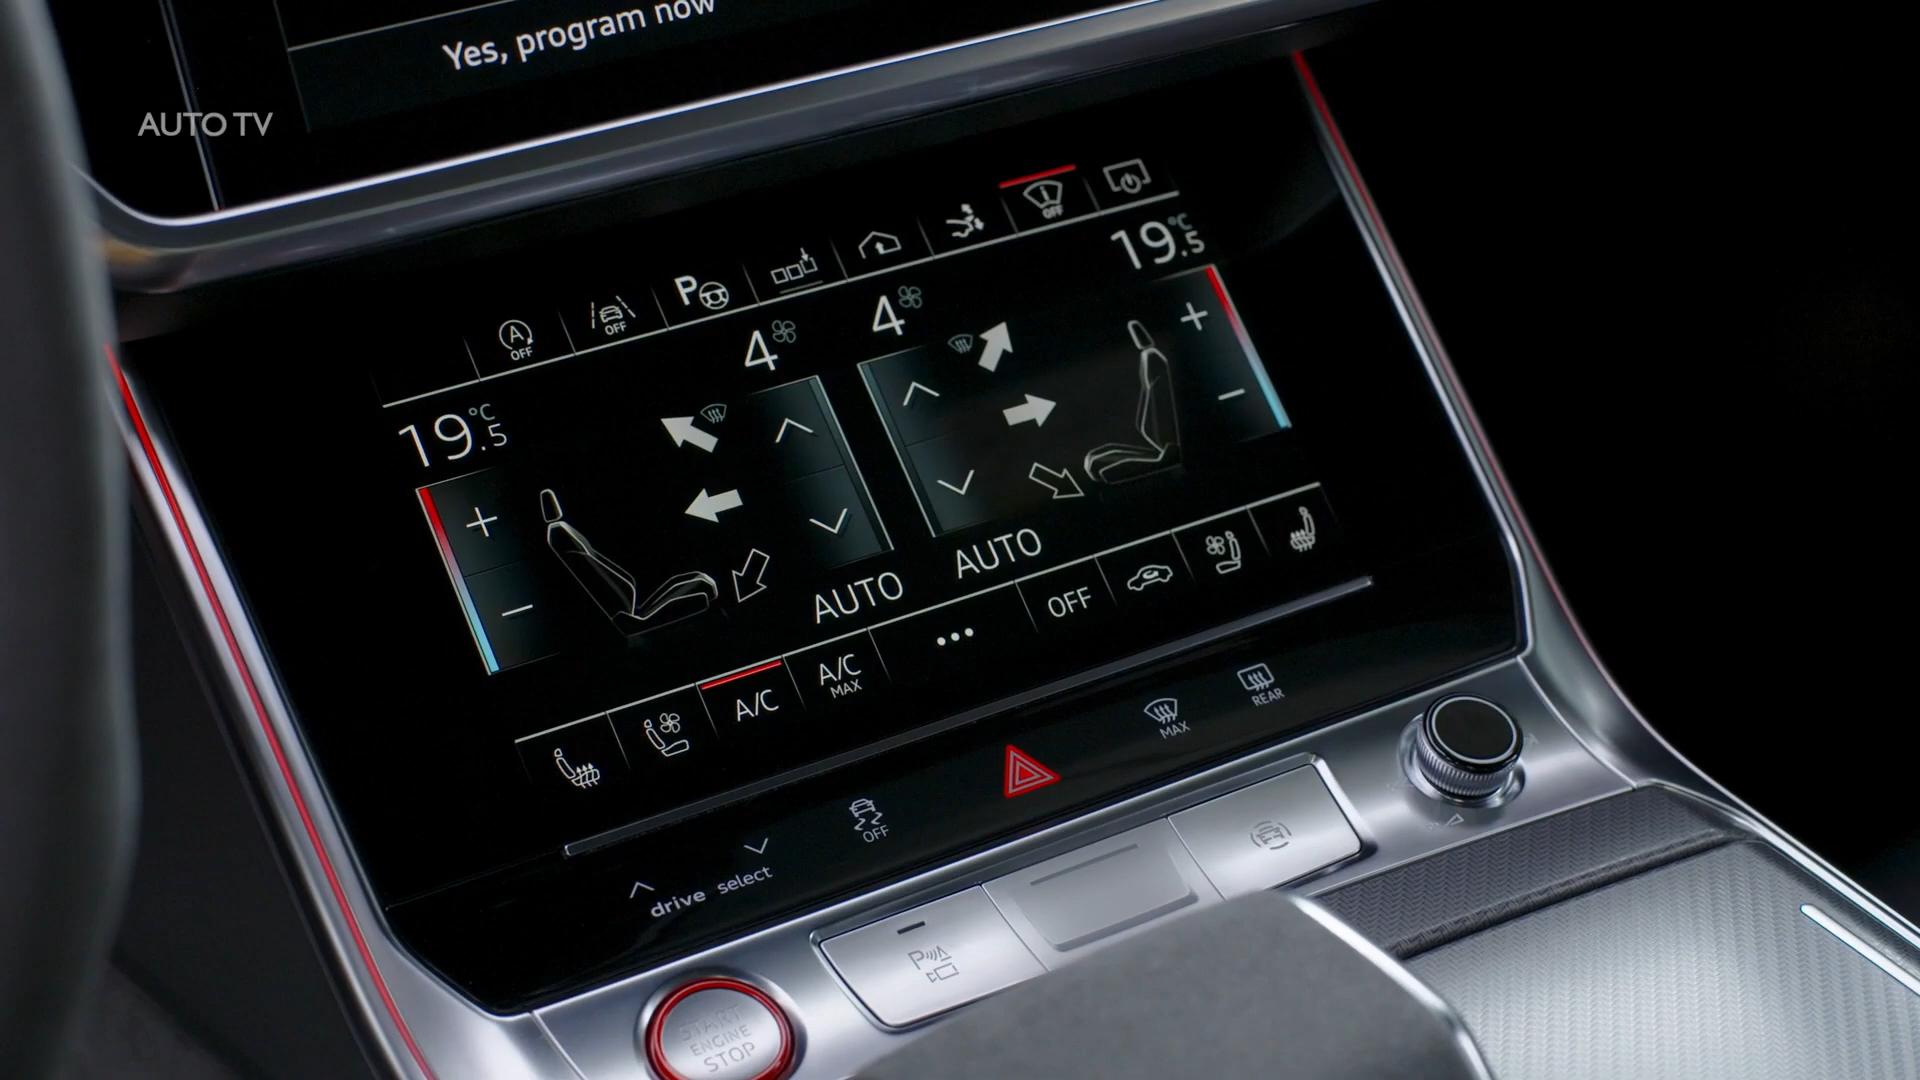 Yes, program now
AUTO TV
A
OFF
OFF
P
OFF
19.5 °C
4
4
19.5 °C
AUTO
AUTO
A/C
A/C
MAX
OFF
MAX
REAR
OFF
drive select
P
START
ENGINE
STOP